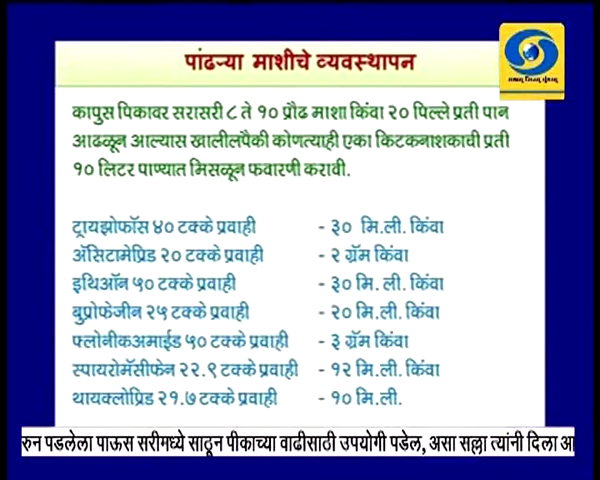 पांढऱ्या माशीचे व्यवस्थापन
कापुस पिकावर सरासरी ८ ते १० प्रौढ माशा किंवा २० पिल्ले प्रती पान
आढळून आल्यास खालीलपैकी कोणत्याही एका किटकनाशकाची प्रती
१० लिटर पाण्यात मिसळून फवारणी करावी.
ट्रायझोफॉस ४० टक्के प्रवाही - ३० मि.ली. किंवा
ॲसिटामेप्रिड २० टक्के प्रवाही - २ ग्रॅम किंवा
इथिऑन ५० टक्के प्रवाही - ३० मि. ली. किंवा
बुप्रोफेजीन २५ टक्के प्रवाही - २० मि.ली. किंवा
फ्लोनीकअमाईड ५० टक्के प्रवाही - ३ ग्रॅम किंवा
स्पायरोमॅसीफेन २२.९ टक्के प्रवाही - १२ मि.ली. किंवा
थायक्लोप्रिड २१.७ टक्के प्रवाही - १० मि.ली.
रुन पडलेला पाऊस सरीमध्ये साठून पीकाच्या वाढीसाठी उपयोगी पडेल, असा सल्ला त्यांनी दिला आ